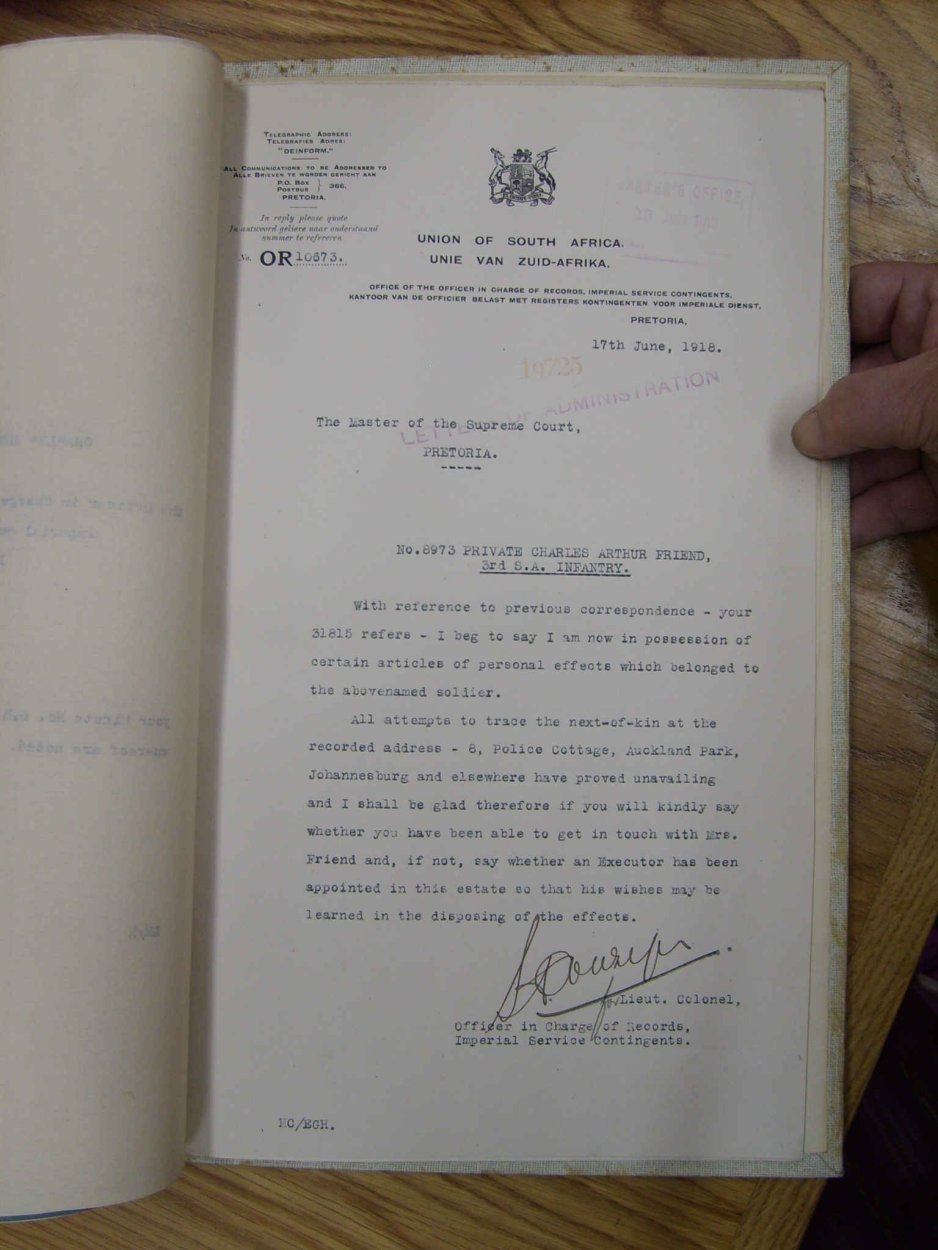 TELEGRAPHIC ADDRESS:
TELEGRAFIES ADRES:
"DEINFORM."
ALL COMMUNICATIONS TO BE ADDRESSED TO
ALLE BRIEVEN TE WORDEN GERICHT AAN
P.O. BOX
POSTBUS
366,
PRETORIA.
In reply please quote
In antwoord geliere naar onderstaand
nummer te refereren
No. OR 10673.
UNION OF SOUTH AFRICA.
UNIE VAN ZUID-AFRIKA.
OFFICE OF THE OFFICER IN CHARGE OF RECORDS, IMPERIAL SERVICE CONTINGENTS,
KANTOOR VAN DE OFFICIER BELAST MET REGISTERS KONTINGENTEN VOOR IMPERIALE DIENST,
PRETORIA,
17th June, 1918.
19725
LETTERS OF ADMINISTRATION
The Master of the Supreme Court,
PRETORIA.
No.8973 PRIVATE CHARLES ARTHUR FRIEND,
3rd S.A. INFANTRY.
With reference to previous correspondence - your
31815 refers - I beg to say I am now in possession of
certain articles of personal effects which belonged to
the abovenamed soldier.
All attempts to trace the next-of-kin at the
recorded address - 8, Police Cottage, Auckland Park,
Johannesburg and elsewhere have proved unavailing
and I shall be glad therefore if you will kindly say
whether you have been able to get in touch with Mrs.
Friend and, if not, say whether an Executor has been
appointed in this estate so that his wishes may be
learned in the disposing of the effects.
for Lieut. Colonel,
Officer in Charge of Records,
Imperial Service Contingents.
MC/EGH.